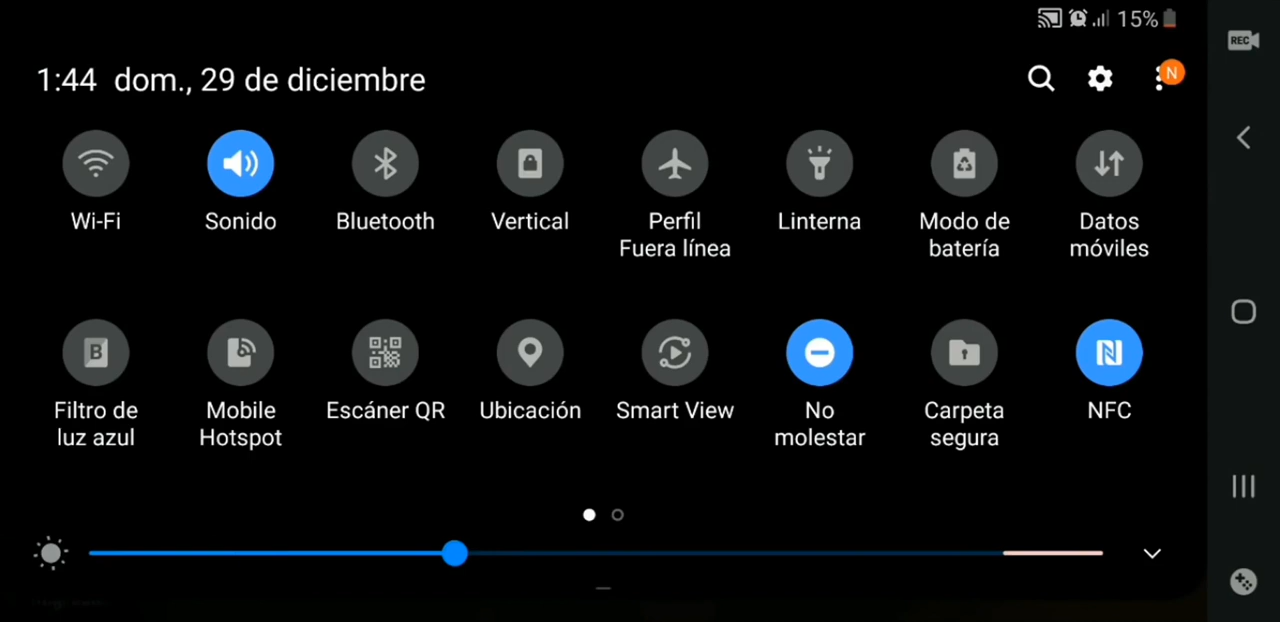 15%
REC
1:44 dom., 29 de diciembre
N
Wi-Fi
Sonido
Bluetooth
Vertical
Perfil
Fuera línea
Linterna
Modo de
batería
Datos
móviles
B
Filtro de
luz azul
Mobile
Hotspot
Escáner QR
Ubicación
Smart View
No
molestar
Carpeta
segura
NFC